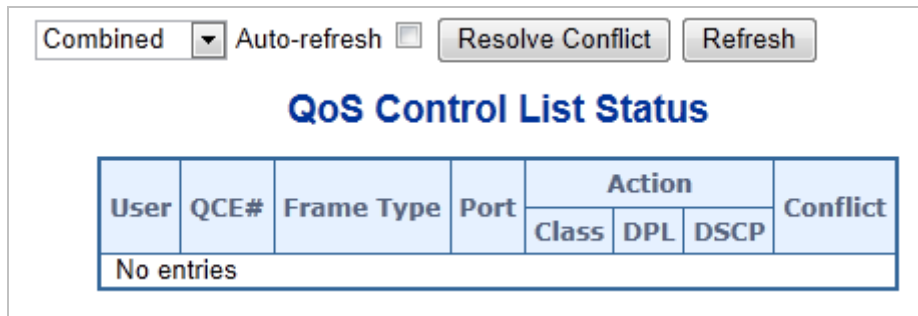 Combined Auto-refresh Resolve Conflict Refresh
QoS Control List Status
User QCE# Frame Type Port Action Conflict
Class DPL DSCP
No entries